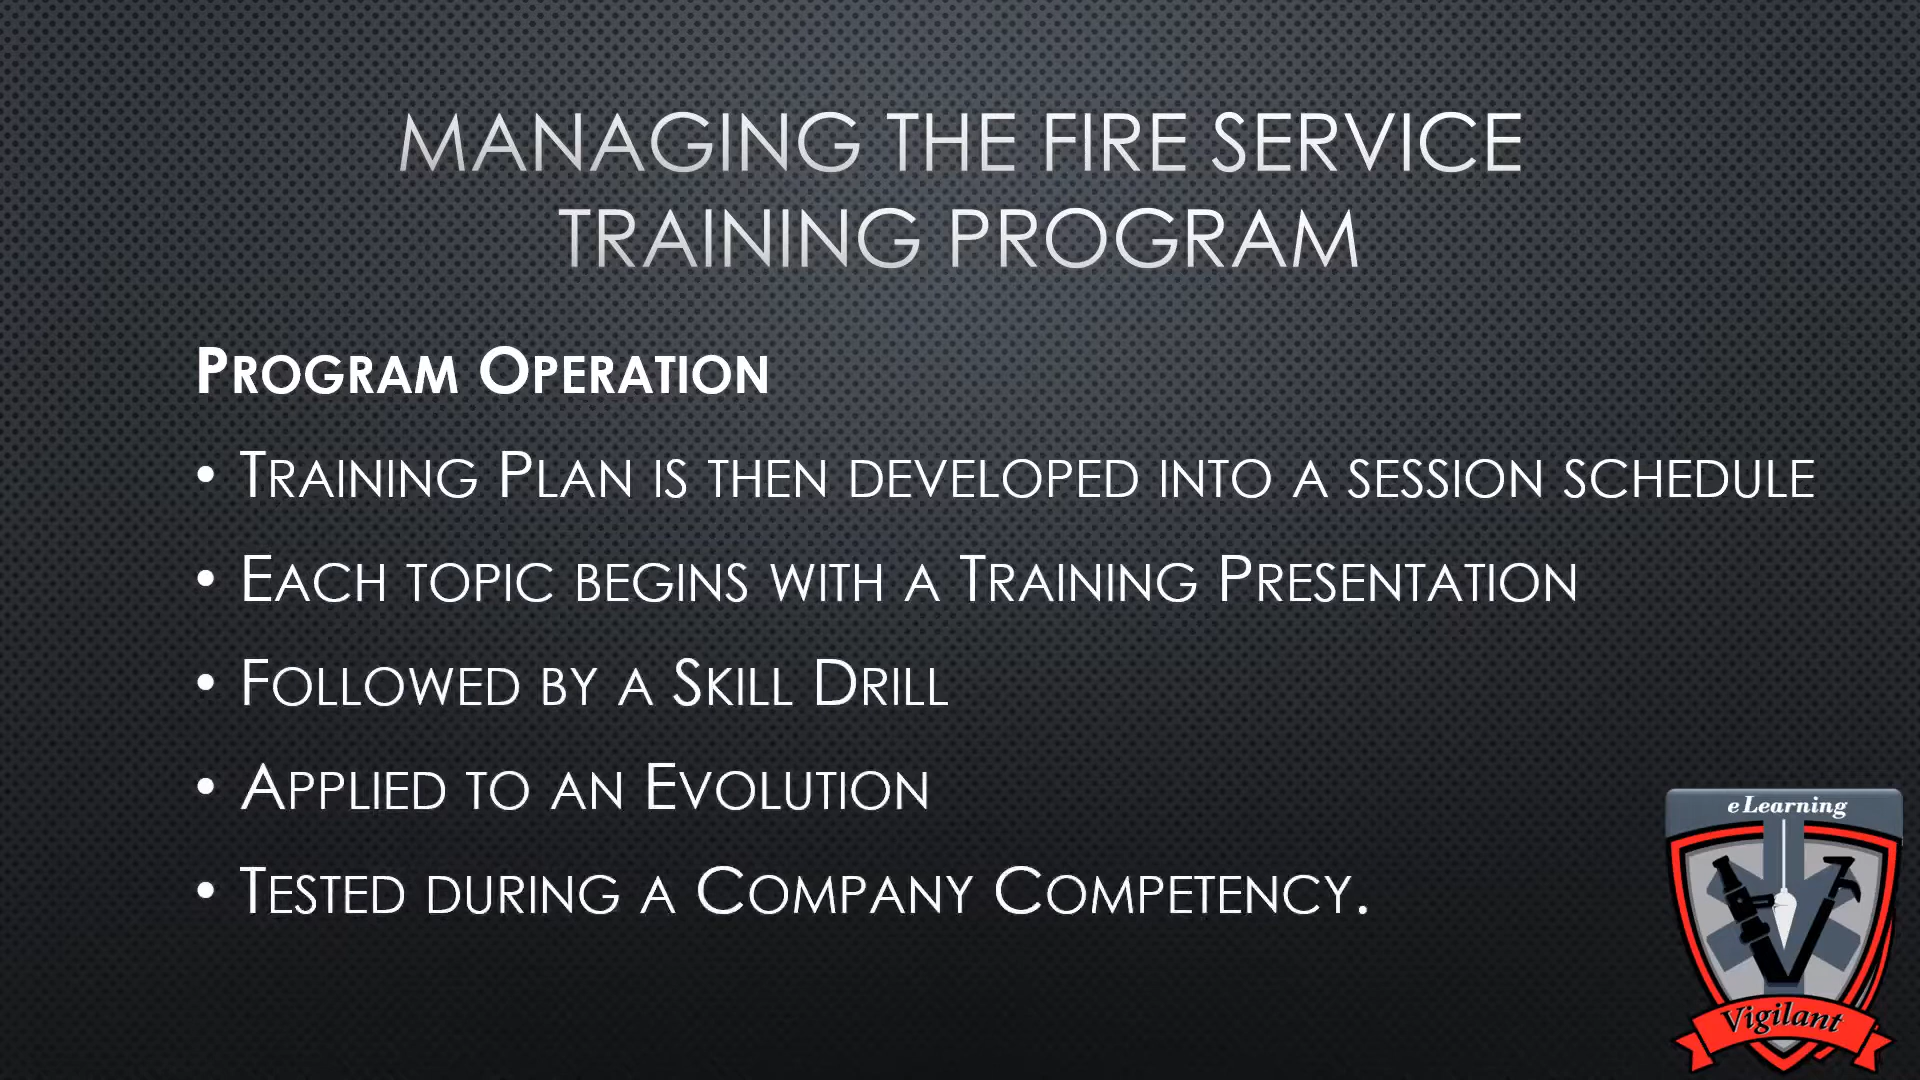 MANAGING THE FIRE SERVICE
TRAINING PROGRAM
PROGRAM OPERATION
• TRAINING PLAN IS THEN DEVELOPED INTO A SESSION SCHEDULE
• EACH TOPIC BEGINS WITH A TRAINING PRESENTATION
• FOLLOWED BY A SKILL DRILL
• APPLIED TO AN EVOLUTION
• TESTED DURING A COMPANY COMPETENCY.
eLearning
Vigilant